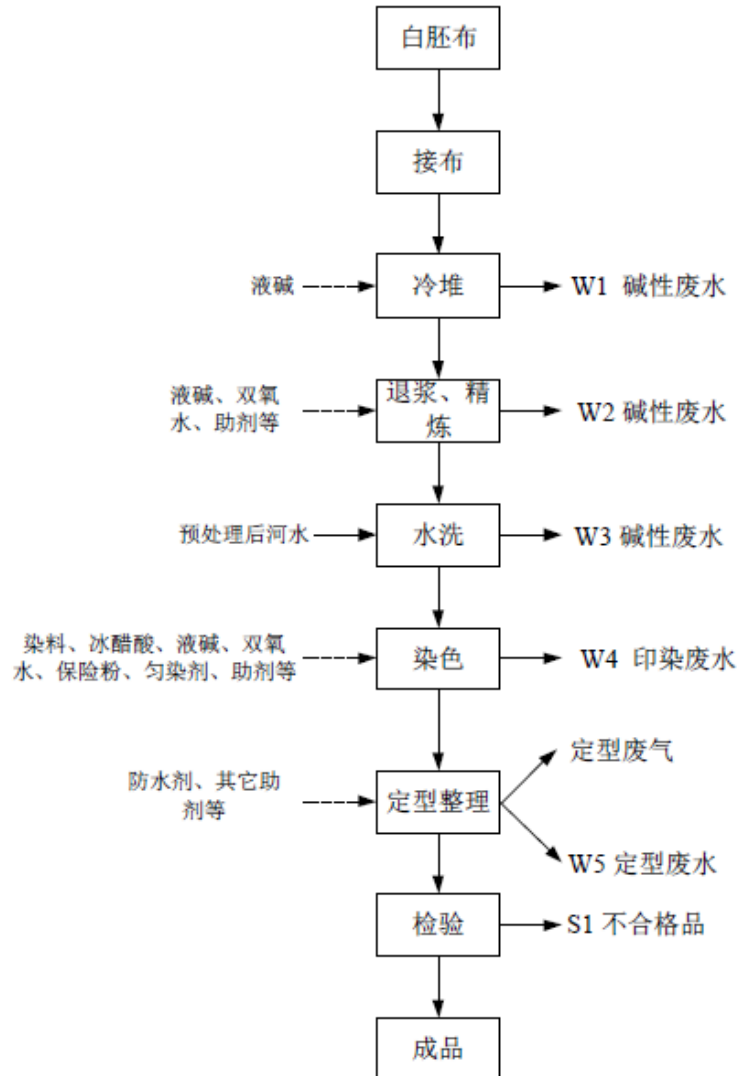 白胚布
接布
液碱
冷堆
W1 碱性废水
液碱、双氧
水、助剂等
退浆、精
炼
W2 碱性废水
预处理后河水
水洗
W3 碱性废水
染料、冰醋酸、液碱、双氧
水、保险粉、匀染剂、助剂等
染色
W4 印染废水
防水剂、其它助
剂等
定型整理
定型废气
W5 定型废水
检验
S1 不合格品
成品